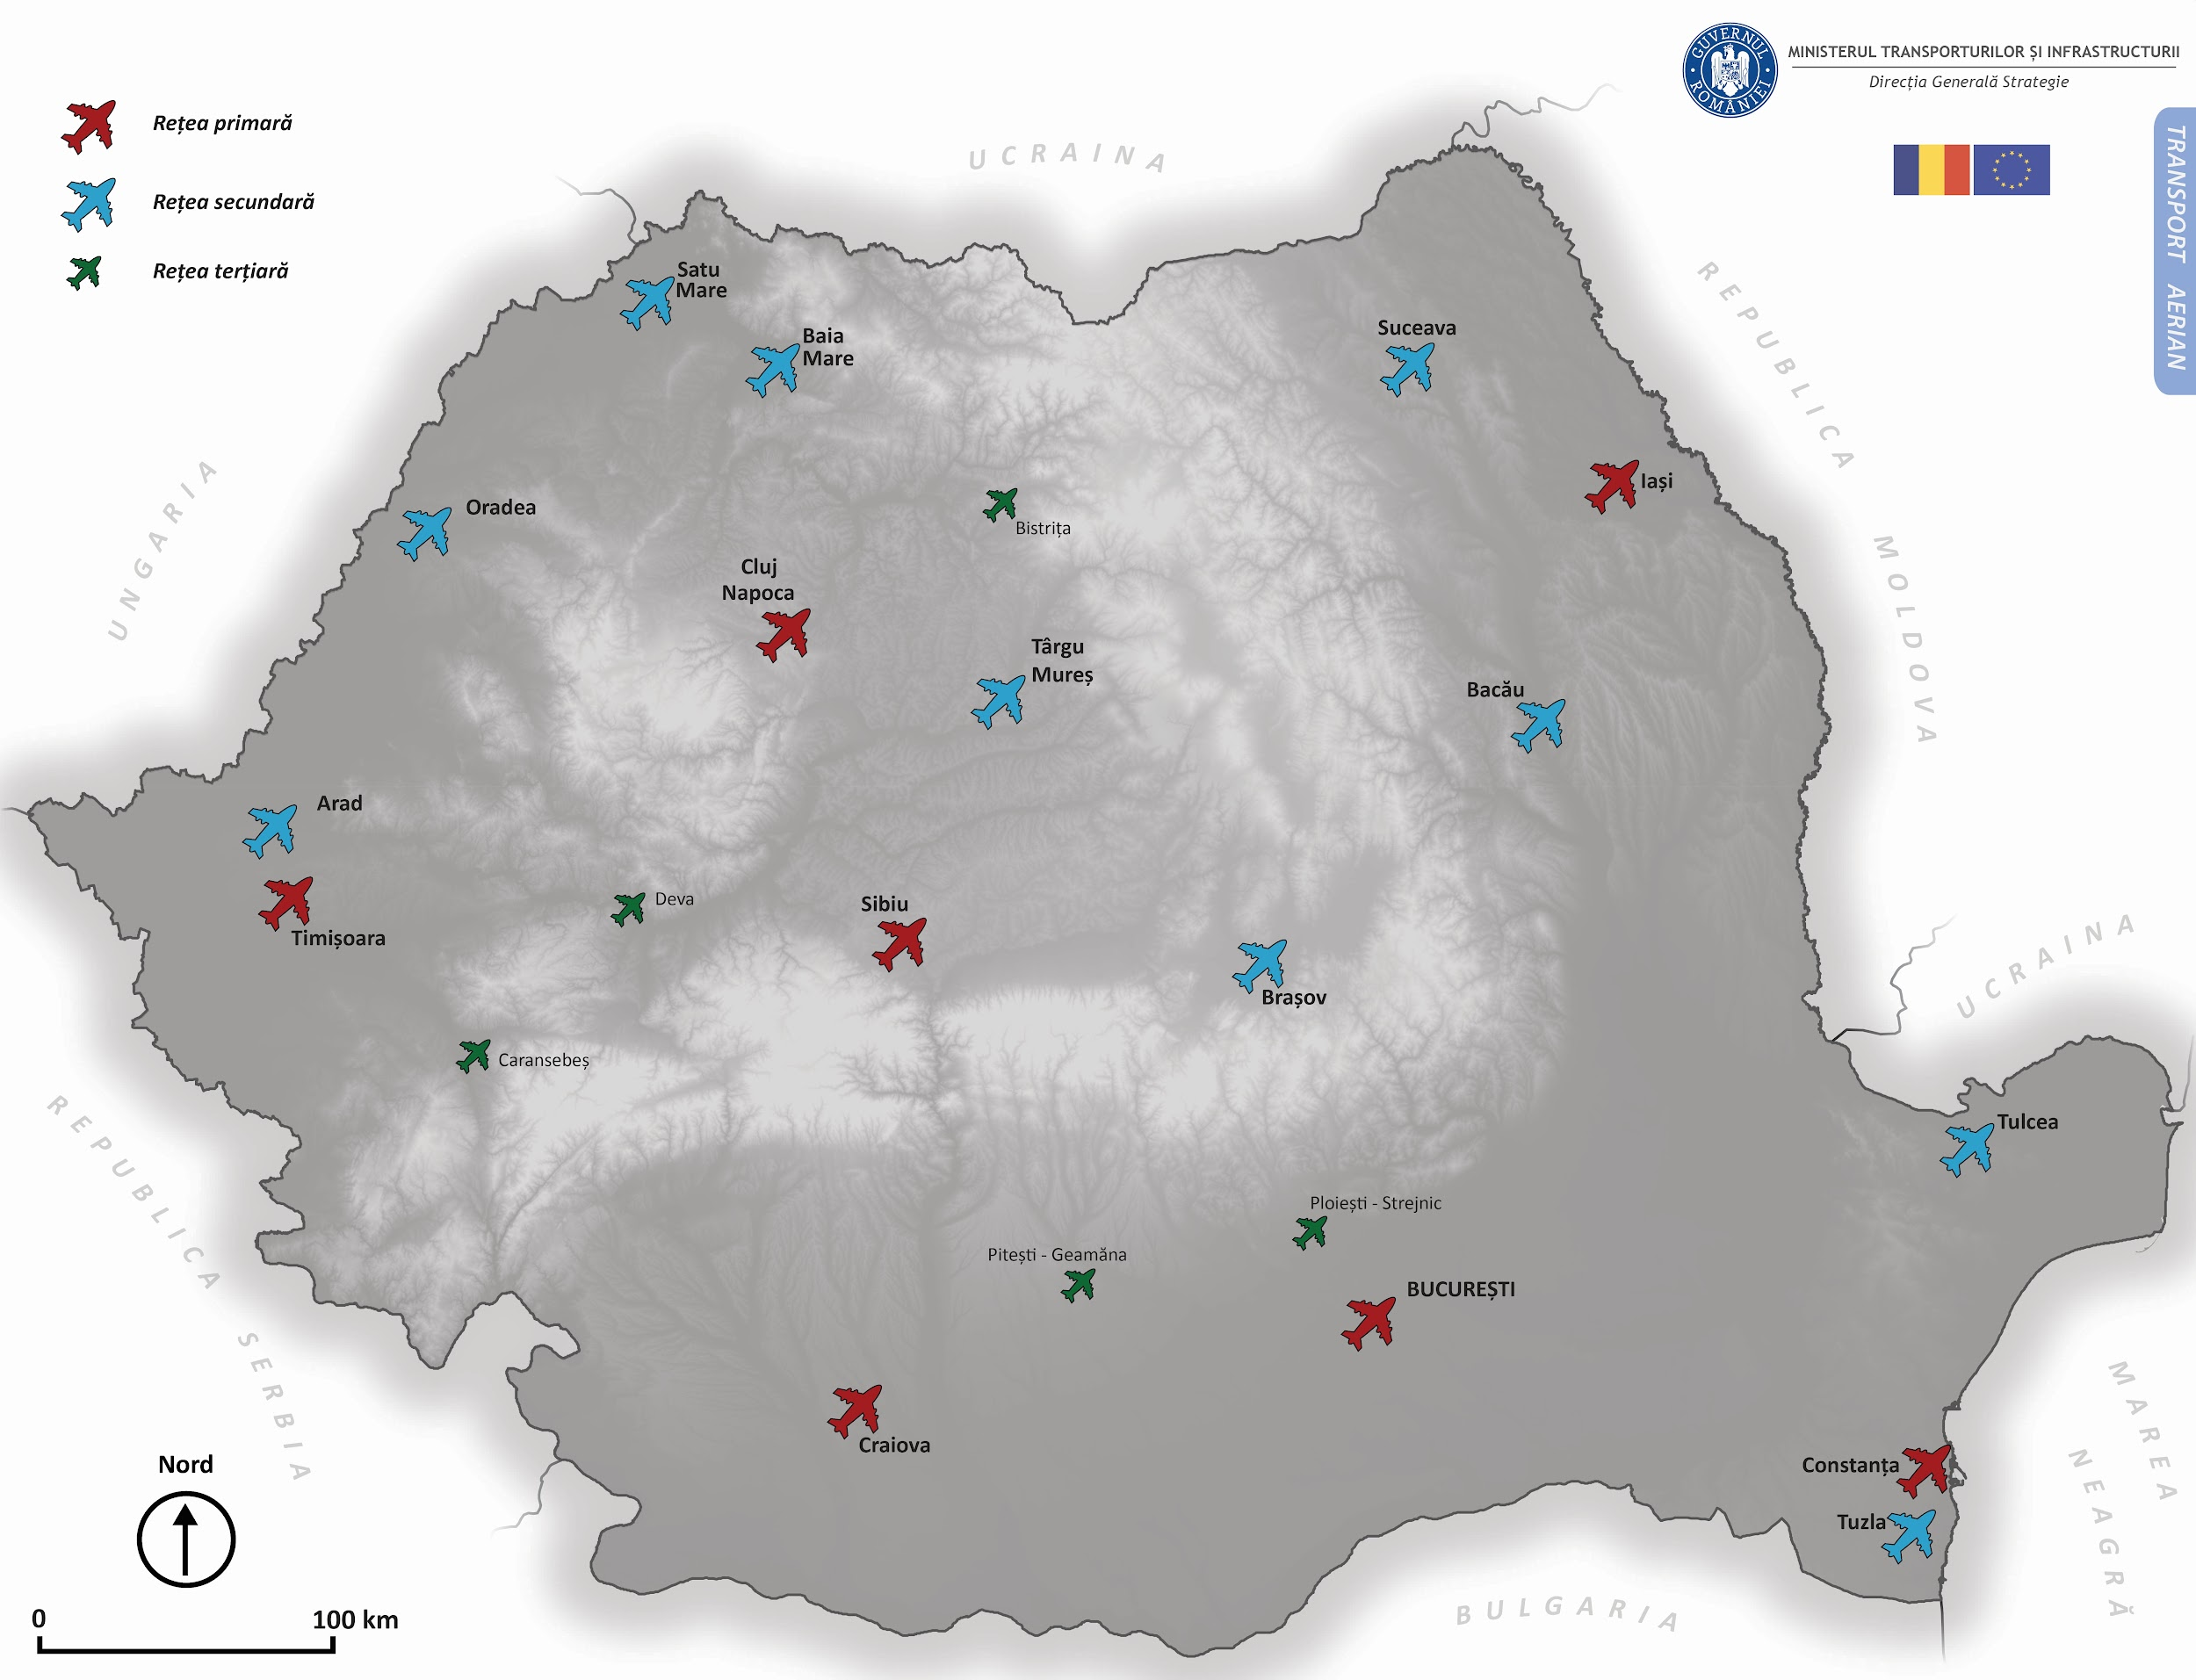 GUVERNUL
ROMÂNIEI
MINISTERUL TRANSPORTURILOR ȘI INFRASTRUCTURII
Direcția Generală Strategie
TRANSPORT AERIAN
Rețea primară
Rețea secundară
Rețea terțiară
UCRAINA
REPUBLICA MOLDOVA
UNGARIA
Satu
Mare
Baia
Mare
Suceava
Iași
Oradea
Bistrița
Cluj
Napoca
Târgu
Mureș
Bacău
Arad
Timișoara
Deva
Sibiu
Brașov
Caransebeș
UCRAINA
Tulcea
REPUBLICA SERBIA
Ploiești - Strejnic
Pitești - Geamăna
BUCUREȘTI
Craiova
Constanța
Tuzla
MAREA
NEAGRĂ
BULGARIA
Nord
0
100 km